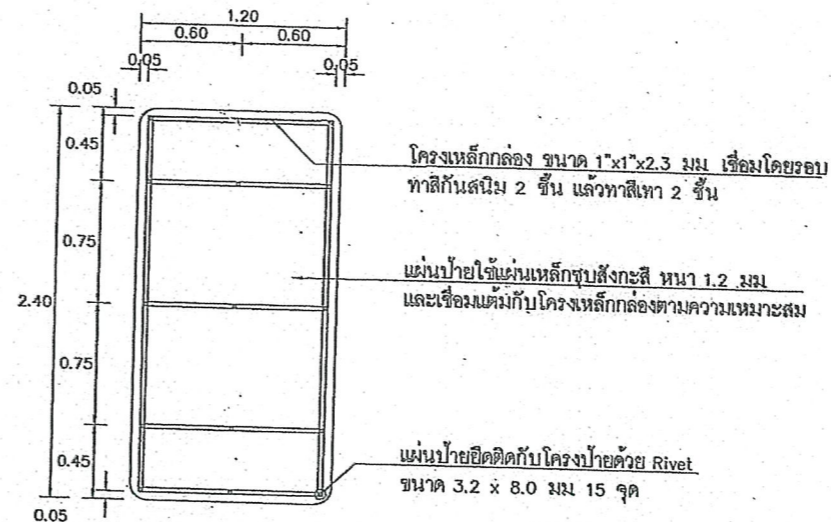 1.20
0.60 0.60
0.05 0.05
0.05
0.45
โครงเหล็กกล่อง ขนาด 1"x1"x2.3 มม เชื่อมโดยรอบ
ทาสีกันสนิม 2 ชั้น แล้วทาสีเทา 2 ชั้น
0.75
แผ่นป้ายใช้แผ่นเหล็กชุบสังกะสี หนา 1.2 มม
2.40
และเชื่อมแต้มกับโครงเหล็กกล่องตามความเหมาะสม
0.75
0.45
แผ่นป้ายยึดติดกับโครงป้ายด้วย Rivet
ขนาด 3.2 x 8.0 มม 15 จุด
0.05